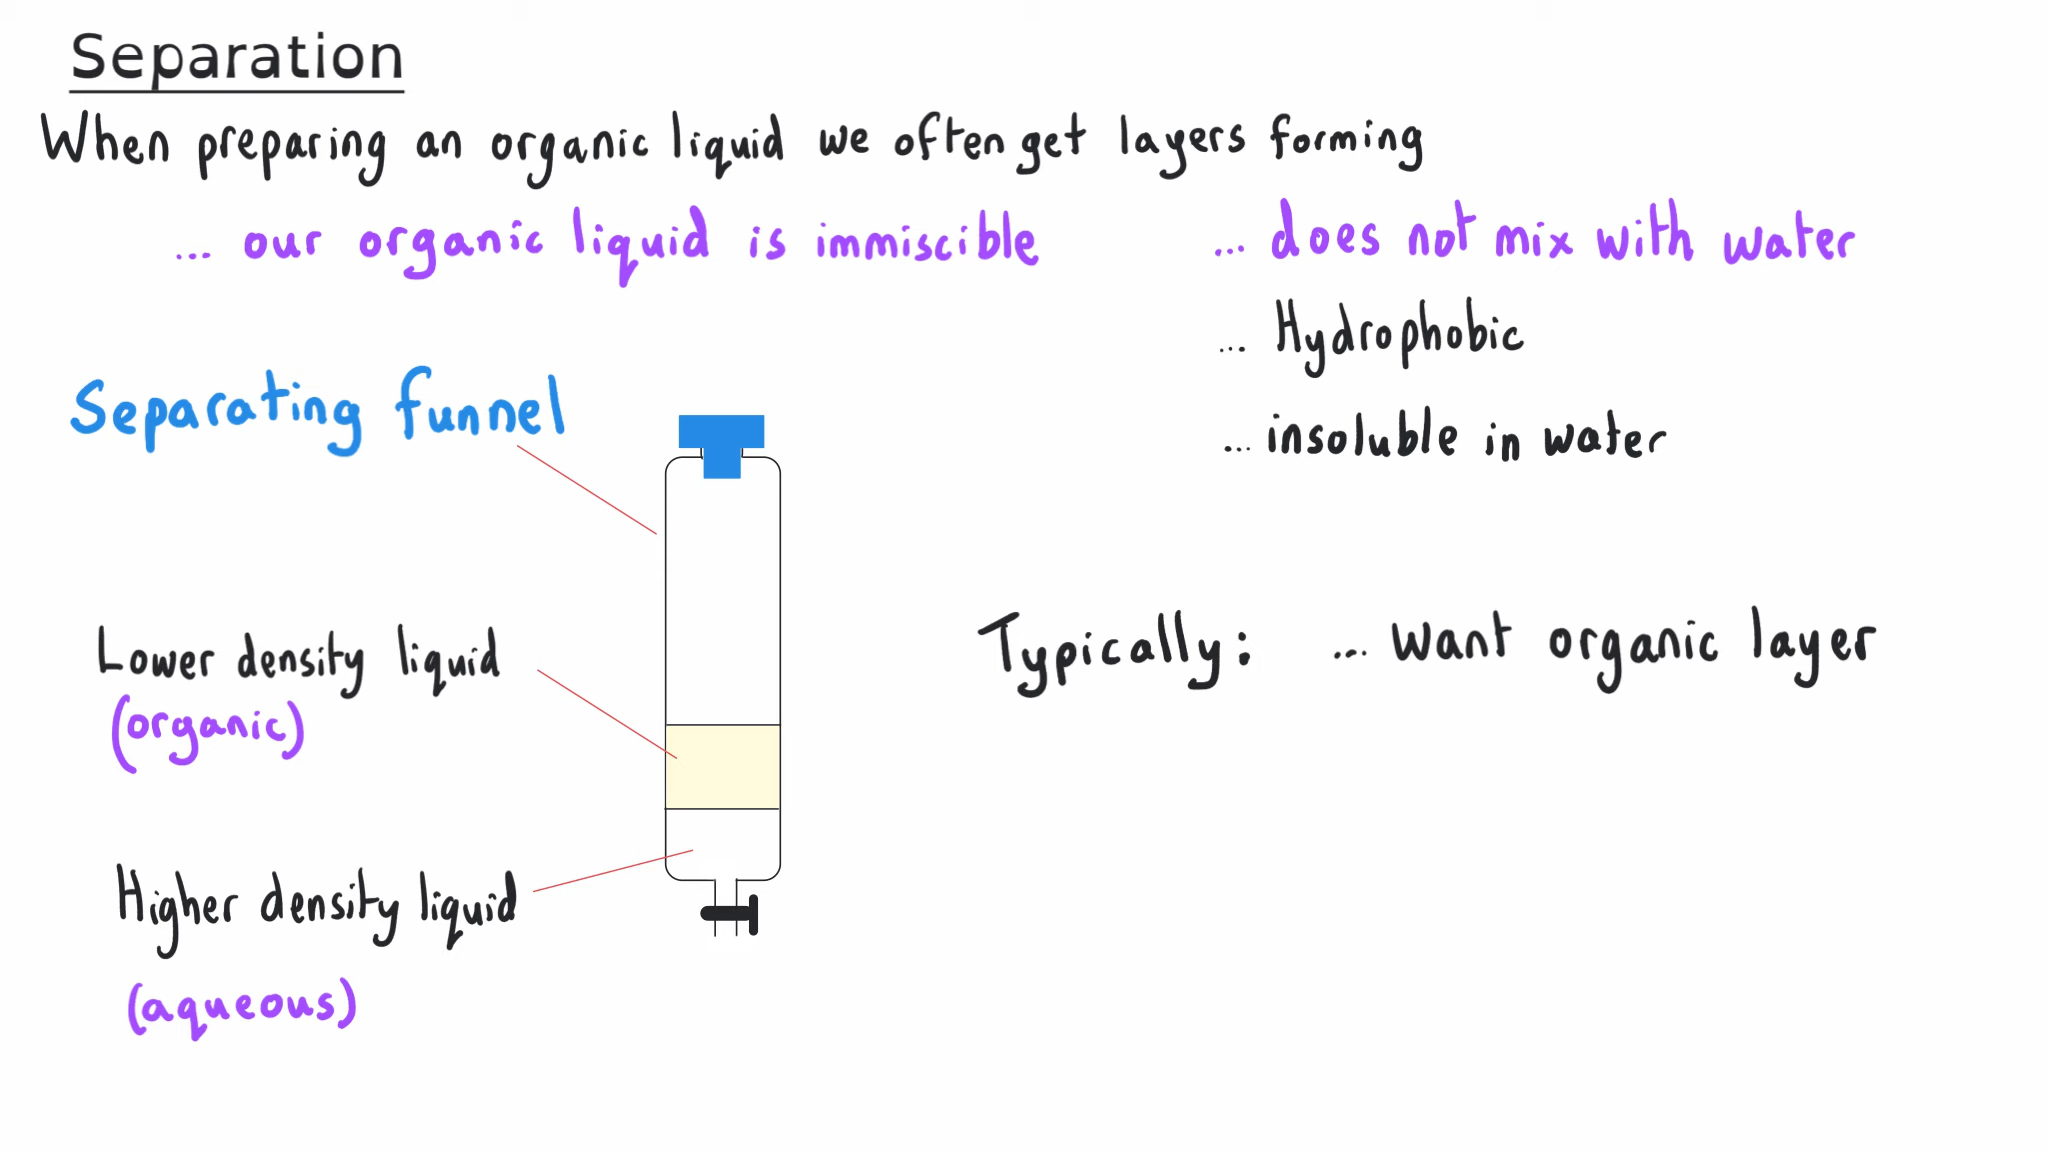 Separation
When preparing an organic liquid we often get layers forming
... our organic liquid is immiscible
... does not mix with water
... Hydrophobic
... insoluble in water
Separating funnel
Lower density liquid
(organic)
Typically: ... want organic layer
Higher density liquid
(aqueous)